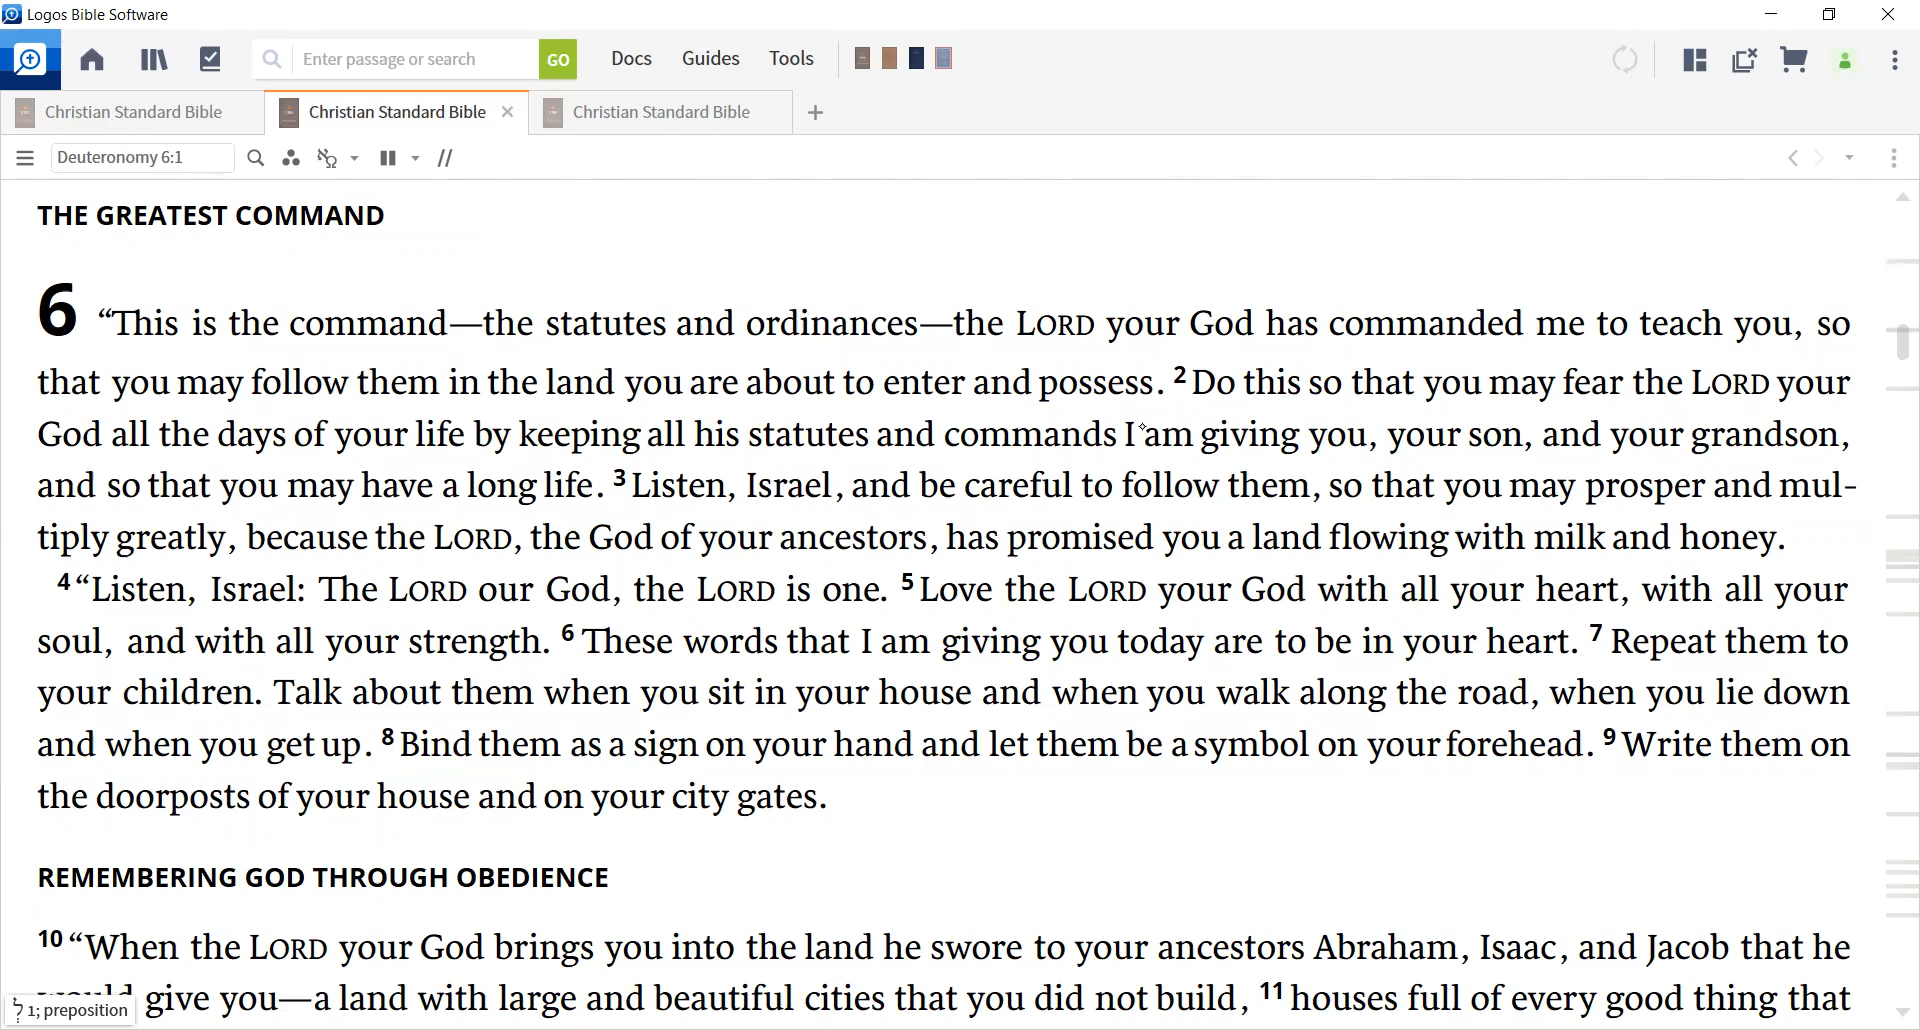 Logos Bible Software
Enter passage or search
GO
Docs
Guides
Tools
Christian Standard Bible
Christian Standard Bible
Christian Standard Bible
Deuteronomy 6:1
THE GREATEST COMMAND
6 “This is the command—the statutes and ordinances—the LORD your God has commanded me to teach you, so
that you may follow them in the land you are about to enter and possess. 2 Do this so that you may fear the LORD your
God all the days of your life by keeping all his statutes and commands I am giving you, your son, and your grandson,
and so that you may have a long life. 3 Listen, Israel, and be careful to follow them, so that you may prosper and mul-
tiply greatly, because the LORD, the God of your ancestors, has promised you a land flowing with milk and honey.
4 “Listen, Israel: The LORD our God, the LORD is one. 5 Love the LORD your God with all your heart, with all your
soul, and with all your strength. 6 These words that I am giving you today are to be in your heart. 7 Repeat them to
your children. Talk about them when you sit in your house and when you walk along the road, when you lie down
and when you get up. 8 Bind them as a sign on your hand and let them be a symbol on your forehead. 9 Write them on
the doorposts of your house and on your city gates.
REMEMBERING GOD THROUGH OBEDIENCE
10 “When the LORD your God brings you into the land he swore to your ancestors Abraham, Isaac, and Jacob that he
would give you—a land with large and beautiful cities that you did not build, 11 houses full of every good thing that
1; preposition